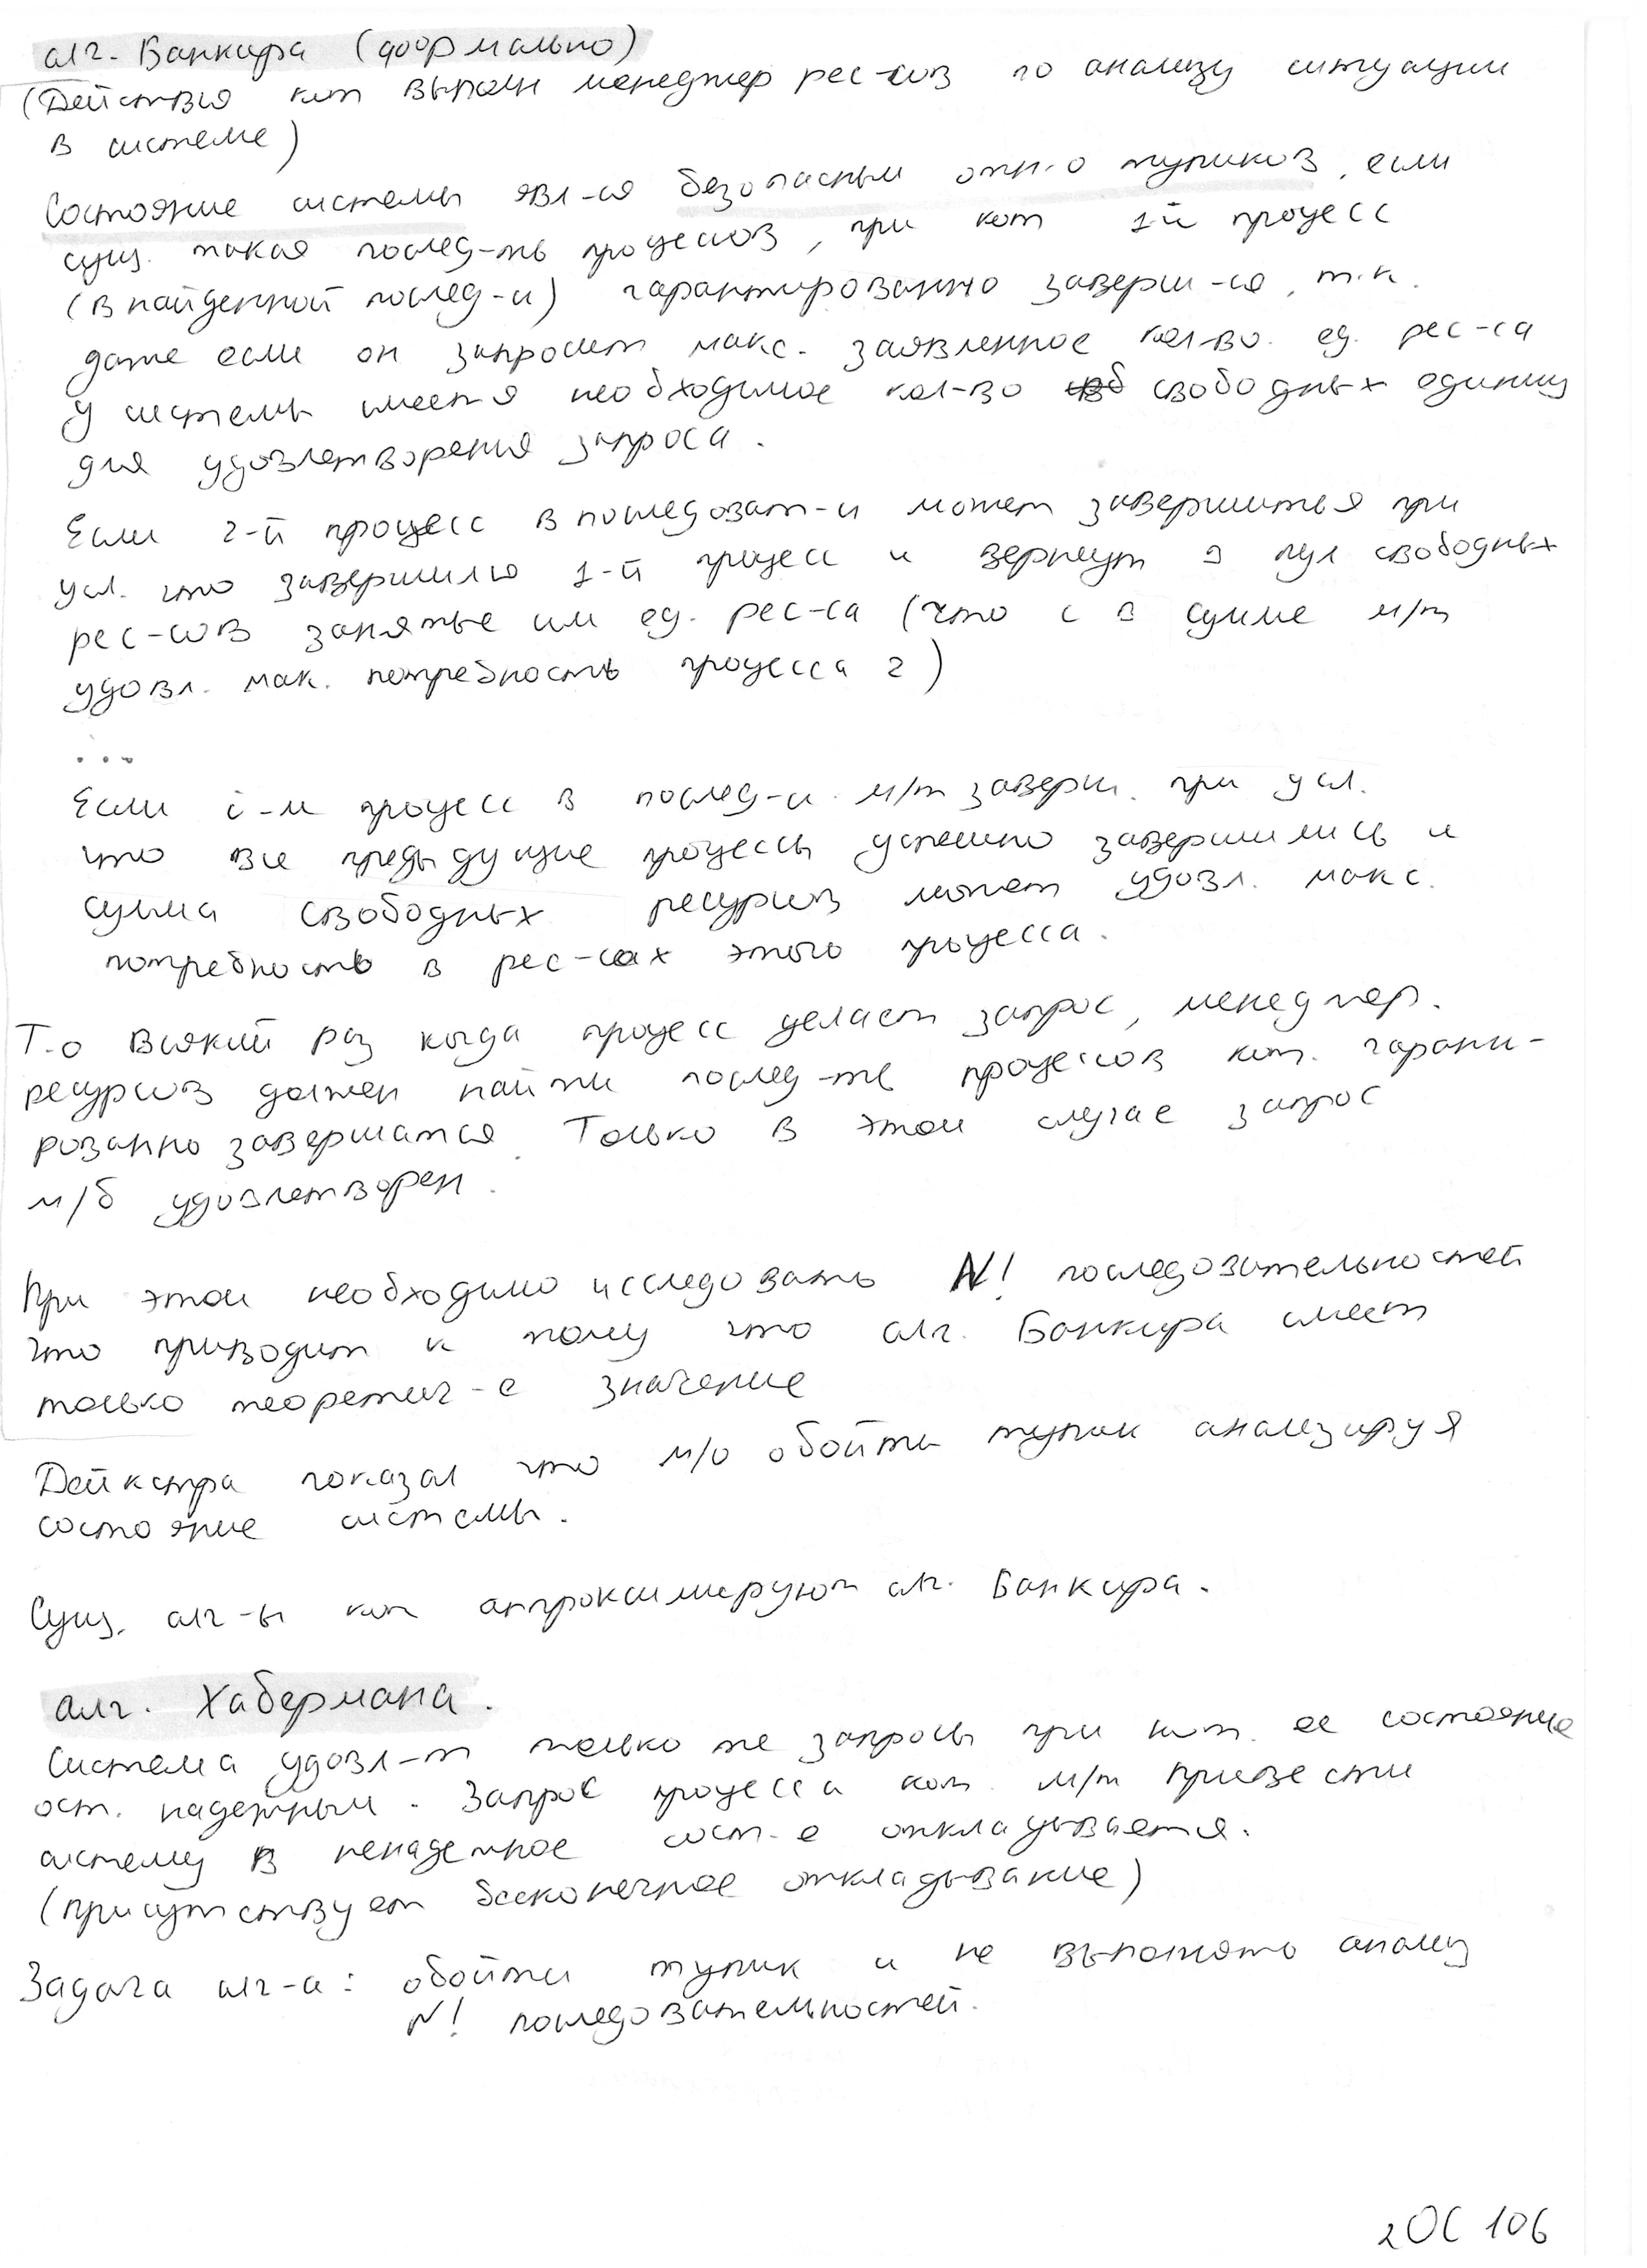 алг. Банкира (формально)
(Действия кот выполн менеджер рес-сов по анализу ситуации
в системе)
Состояние системы явл-ся безопасным отн-о тупиков, если
сущ. такая послед-ть процессов, при кот 1й процесс
(в найденной послед-и) гарантированно заверш-ся, т.к.
даже если он запросит макс. заявленное кол-во. ед. рес-са
у системы имеется необходимое кол-во свободных единиц
для удовлетворения запроса.
Если 2-й процесс в последоват-и может завершиться при
усл. что завершился 1-й процесс и вернут в пул свободных
рес-сов занятые им ед. рес-са (что с в сумме м/т
удовл. мак. потребность процесса 2)
...
Если i-м процесс в послед-и м/т заверш. при усл.
что все предыдущие процессы успешно завершились и
сумма свободных ресурсов может удовл. макс.
потребность в рес-сах этого процесса.
Т.о всякий раз когда процесс делает запрос, менеджер.
ресурсов должен найти послед-ть процессов кот. гаранти-
рованно завершатся. Только в этом случае запрос
м/б удовлетворен.
При этом необходимо исследовать N! последовательностей
что приводит к тому что алг. Банкира имеет
только теоретич-е значение
Дейкстра показал что м/о обойти тупик анализируя
состояние системы.
Сущ. алг-ы кот аппроксимируют алг. Банкира.
алг. Хабермана.
Система удовл-т только те запросы при кот. ее состояние
ост. надежным. Запрос процесса кот. м/т привести
систему в ненадежное сост-е откладывается.
(присутствует бесконечное откладывание)
Задача алг-а: обойти тупик и не выполнять анализ
N! последовательностей.
2ОС 106